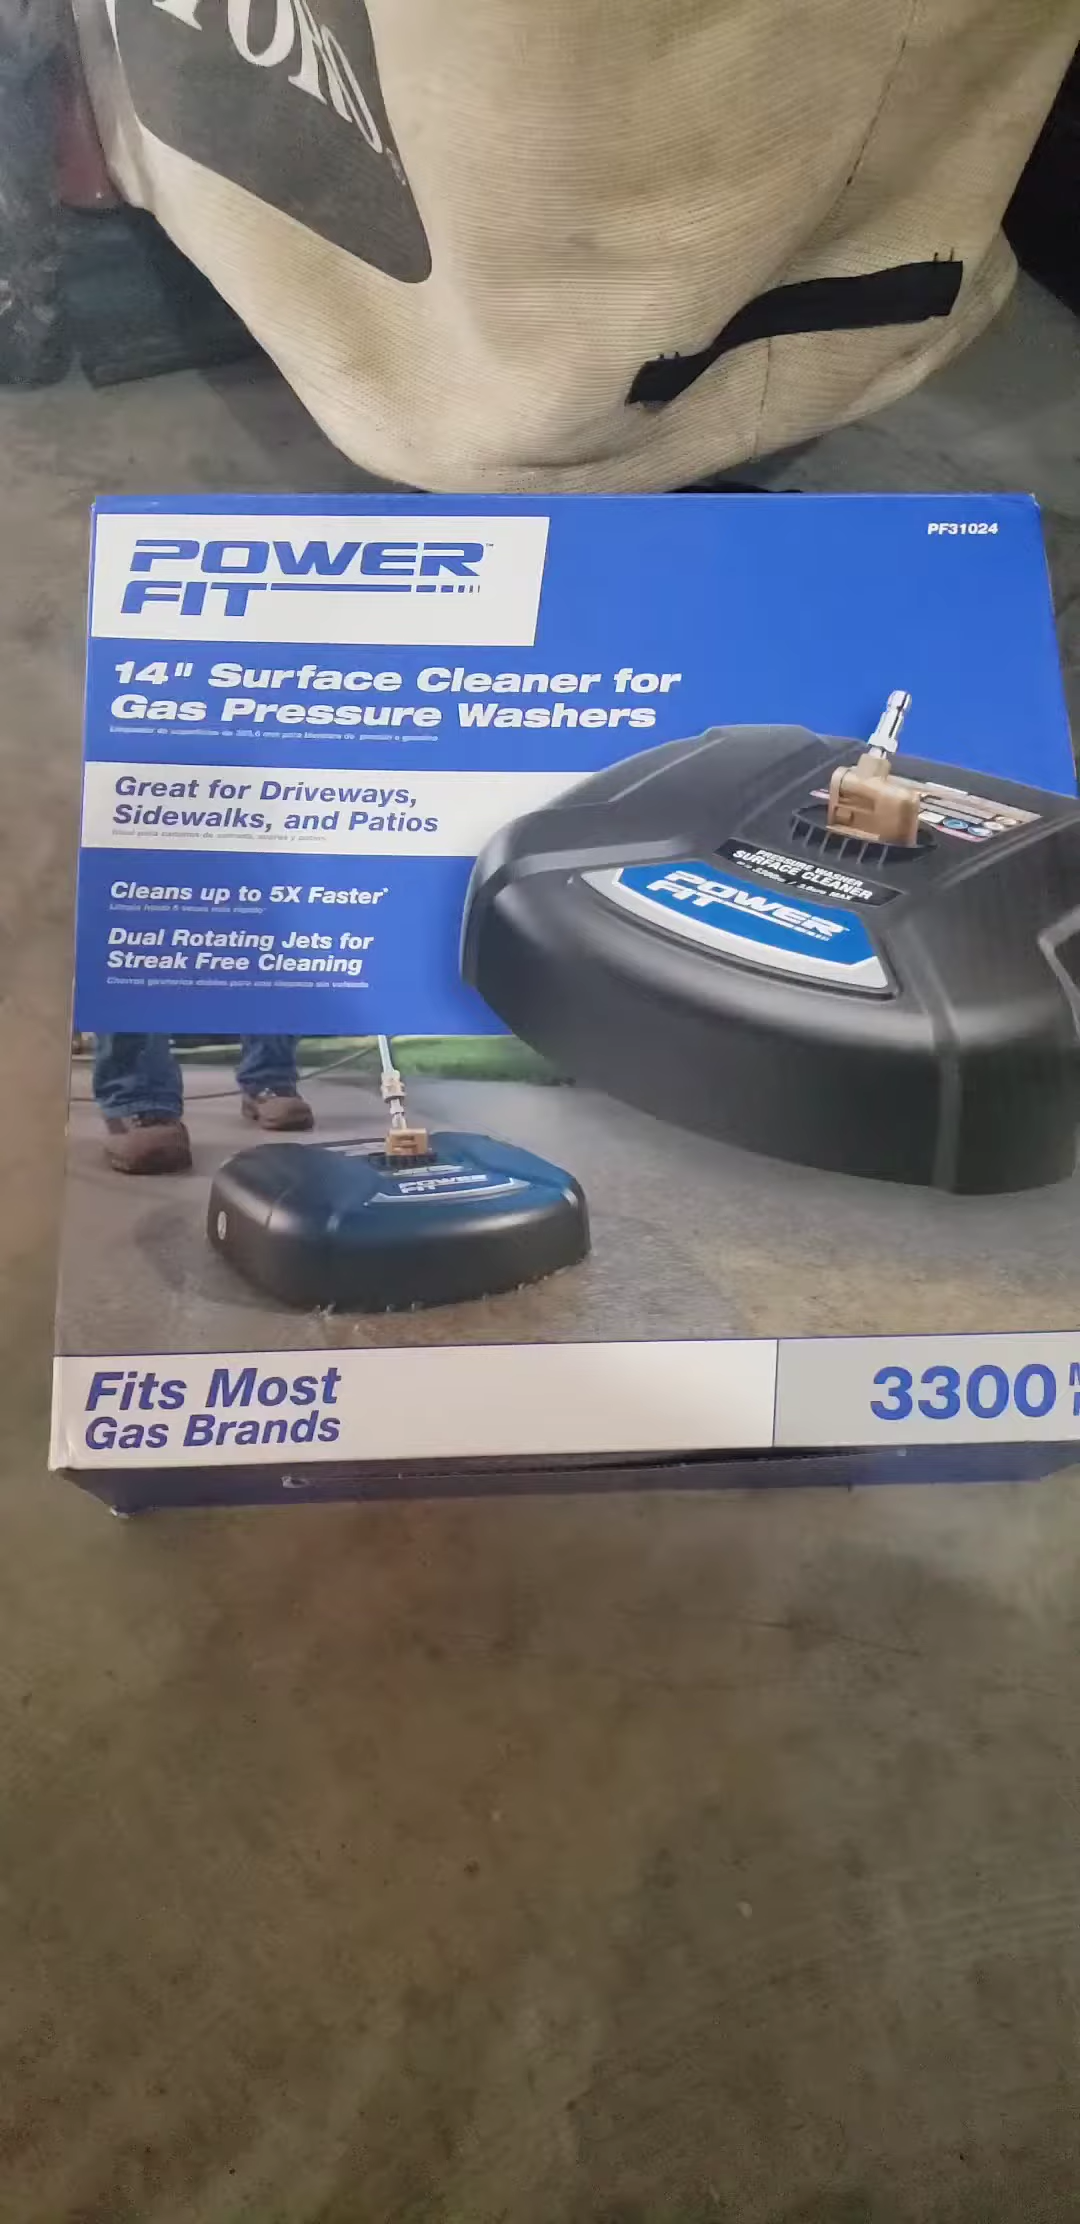 PF31024
POWER™
FIT
14" Surface Cleaner for
Gas Pressure Washers
Great for Driveways,
Sidewalks, and Patios
Cleans up to 5X Faster*
Dual Rotating Jets for
Streak Free Cleaning
PRESSURE WASHER
SURFACE CLEANER
POWER
FIT
POWER
FIT
Fits Most
Gas Brands
3300